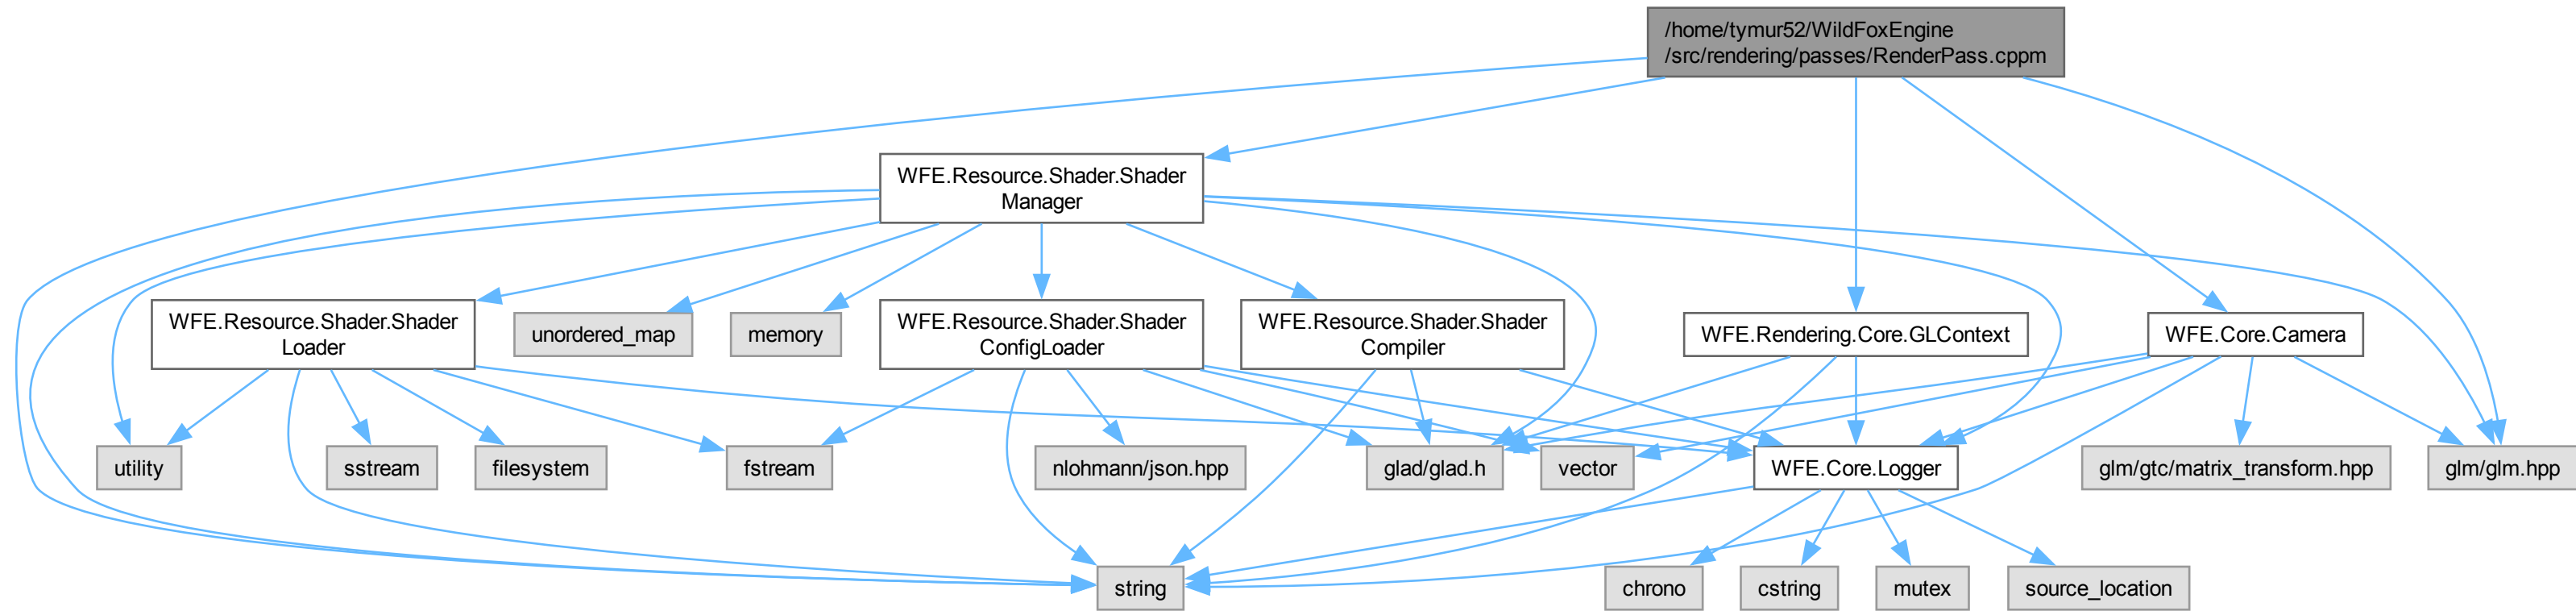 /home/tymur52/WildFoxEngine
/src/rendering/passes/RenderPass.cppm
WFE.Resource.Shader.Shader
Manager
WFE.Resource.Shader.Shader
Loader
unordered_map
memory
WFE.Resource.Shader.Shader
ConfigLoader
WFE.Resource.Shader.Shader
Compiler
WFE.Rendering.Core.GLContext
WFE.Core.Camera
utility
sstream
filesystem
fstream
nlohmann/json.hpp
glad/glad.h
vector
WFE.Core.Logger
glm/gtc/matrix_transform.hpp
glm/glm.hpp
string
chrono
cstring
mutex
source_location